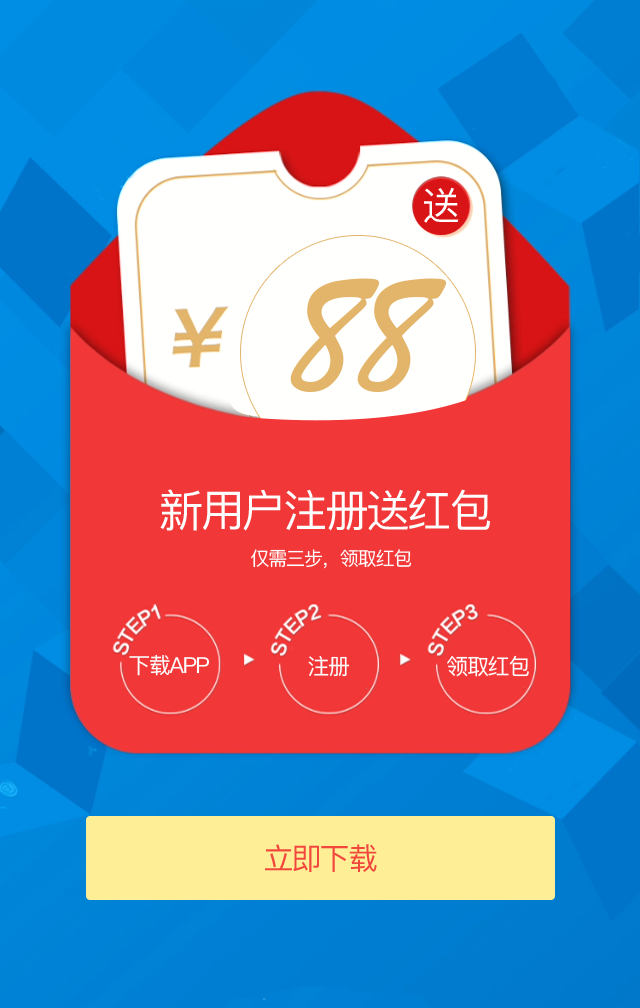 送
¥ 88
新用户注册送红包
仅需三步，领取红包
STEP1 STEP2 STEP3
下载APP 注册 领取红包
立即下载